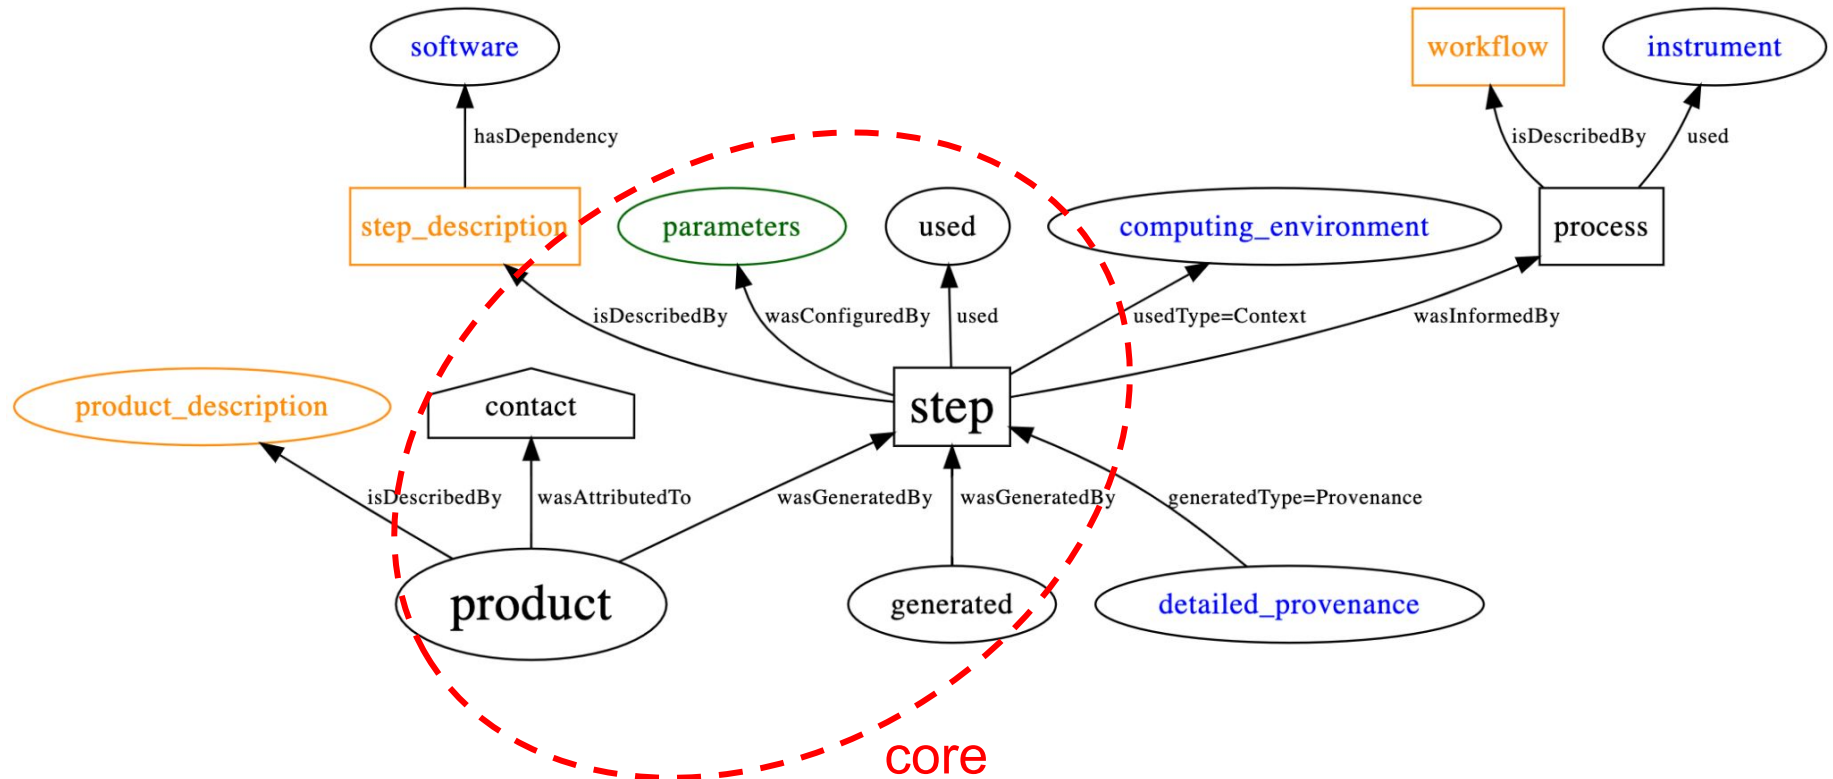 software
workflow
instrument
hasDependency
isDescribedBy
used
step_description
parameters
used
computing_environment
process
isDescribedBy
wasConfiguredBy
used
usedType=Context
wasInformedBy
product_description
contact
step
isDescribedBy
wasAttributedTo
wasGeneratedBy
wasGeneratedBy
generatedType=Provenance
product
generated
detailed_provenance
core